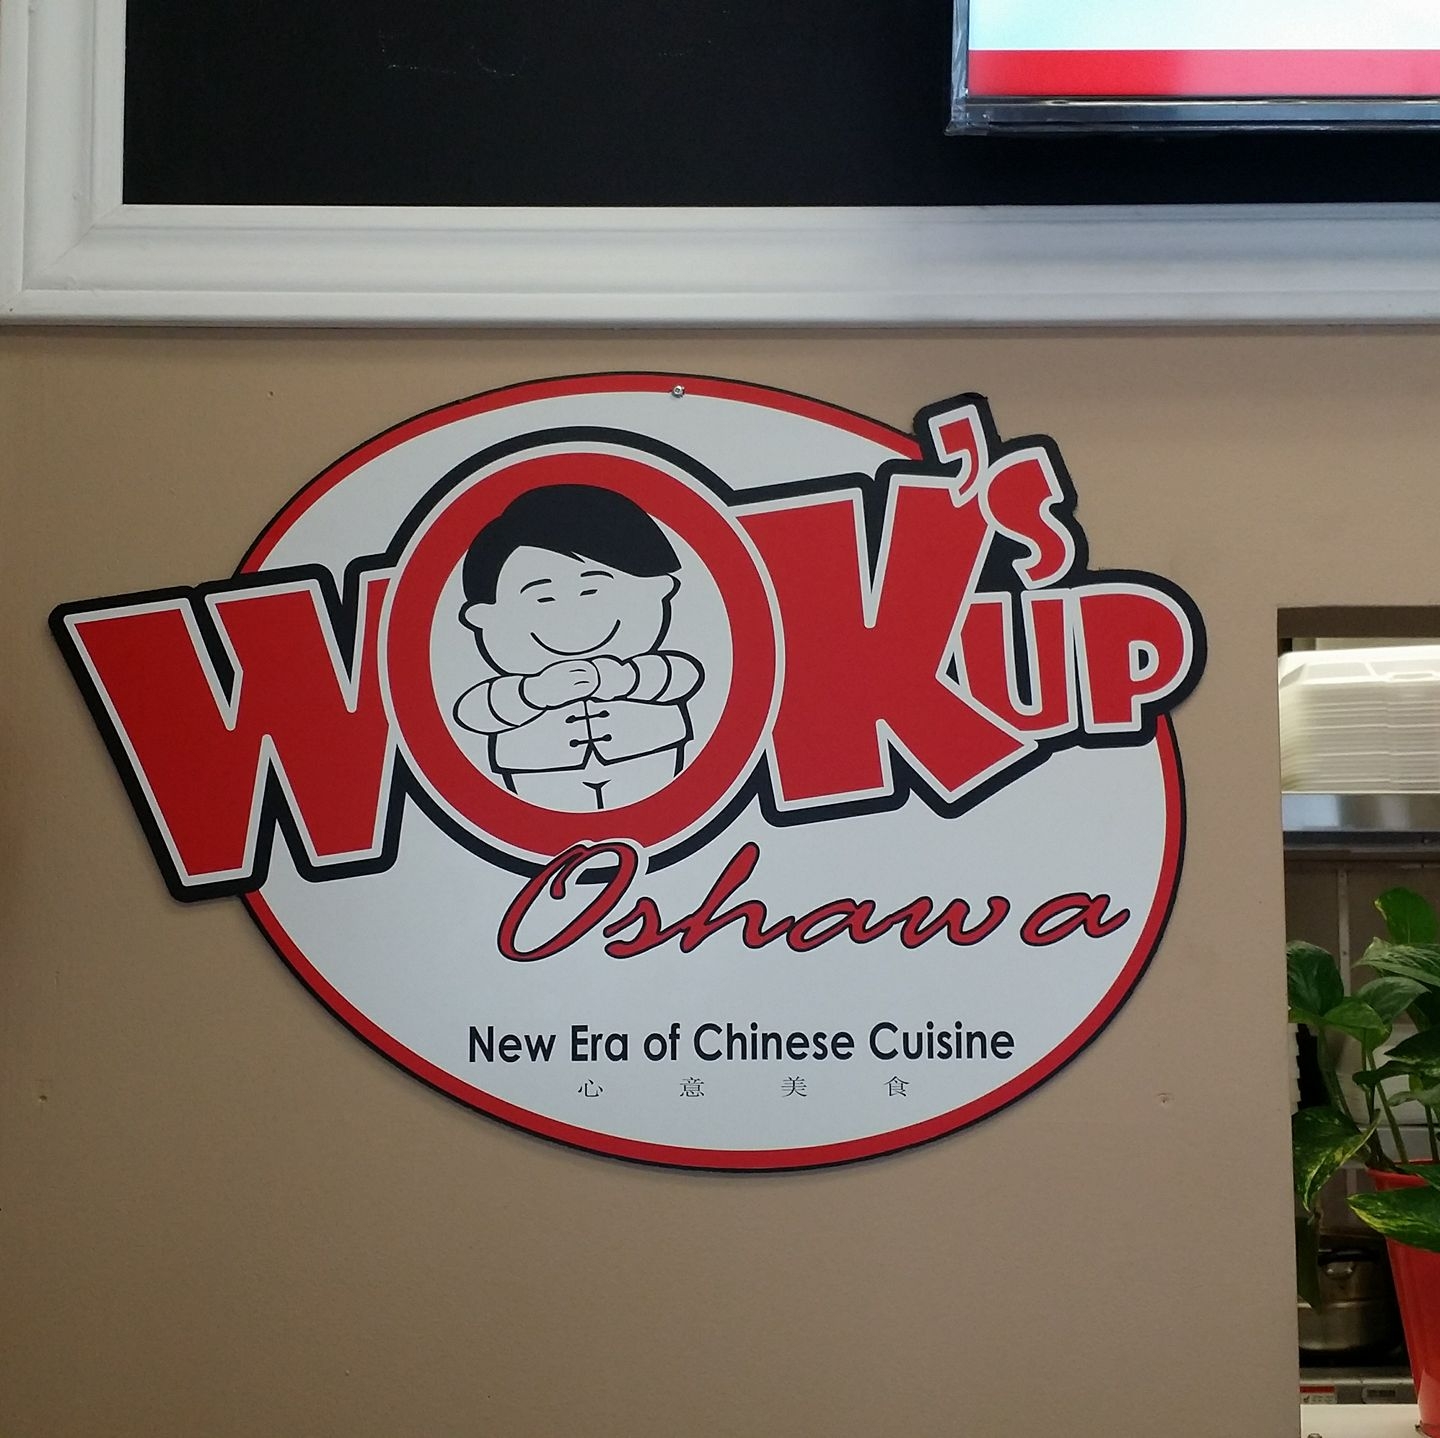 WOK's UP
Oshawa
New Era of Chinese Cuisine
心意美食